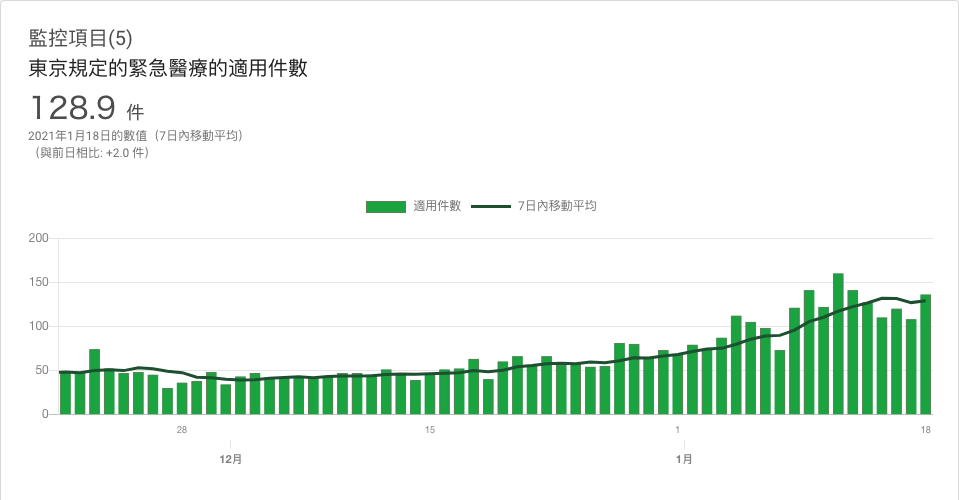 監控項目(5)
東京規定的緊急醫療的適用件數
128.9 件
2021年1月18日的數值（7日內移動平均）
（與前日相比: +2.0 件）
適用件數 7日內移動平均
200
150
100
50
0
28 15 1 18
12月 1月